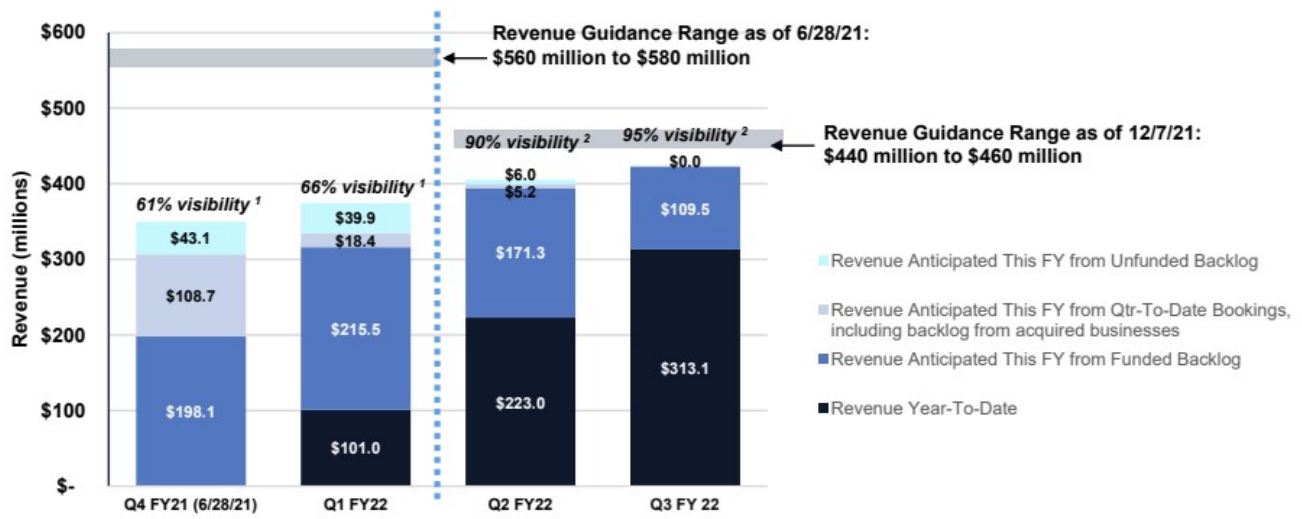 Revenue (millions)
$600
$500
$400
$300
$200
$100
$-
Revenue Guidance Range as of 6/28/21:
$560 million to $580 million
Revenue Guidance Range as of 12/7/21:
$440 million to $460 million
61% visibility 1
$43.1
$108.7
$198.1
Q4 FY21 (6/28/21)
66% visibility 1
$39.9
$18.4
$215.5
$101.0
Q1 FY22
90% visibility 2
$6.0
$5.2
$171.3
$223.0
Q2 FY22
95% visibility 2
$0.0
$109.5
$313.1
Q3 FY 22
Revenue Anticipated This FY from Unfunded Backlog
Revenue Anticipated This FY from Qtr-To-Date Bookings,
including backlog from acquired businesses
Revenue Anticipated This FY from Funded Backlog
Revenue Year-To-Date